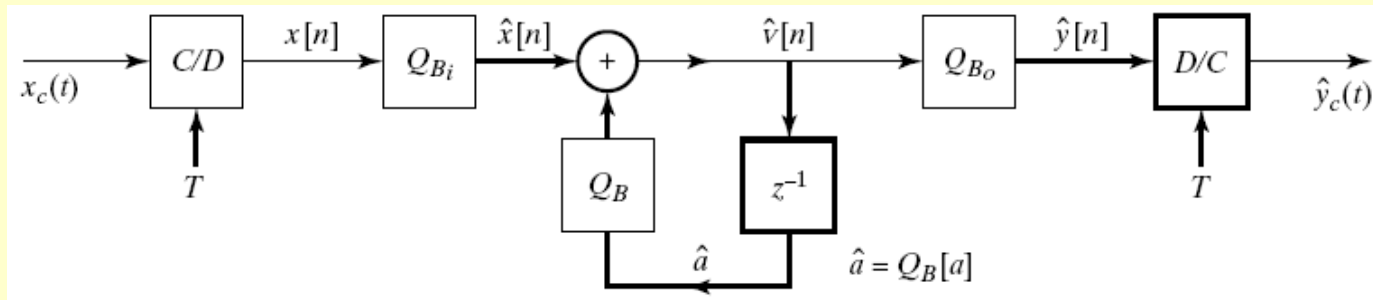 x[n] x̂[n] v̂[n] ŷ[n]
C/D Q_{B_i} + Q_{B_o} D/C
x_c(t) ŷ_c(t)
T Q_B z^{-1} T
â â = Q_B[a]